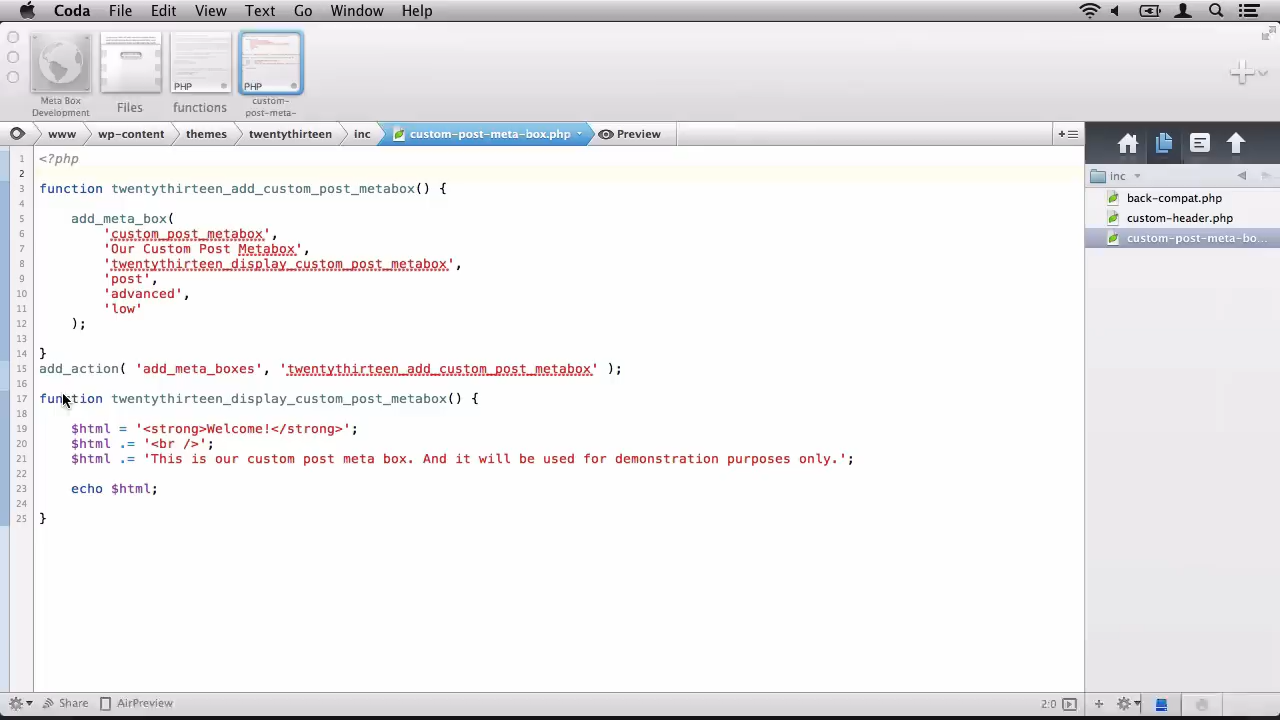 Coda File Edit View Text Go Window Help
Meta Box Development
Files
PHP
functions
PHP
custom-post-meta-
www wp-content themes twentythirteen inc custom-post-meta-box.php Preview
inc
back-compat.php
custom-header.php
custom-post-meta-bo...
1 <?php
2
3 function twentythirteen_add_custom_post_metabox() {
4
5 add_meta_box(
6 'custom_post_metabox',
7 'Our Custom Post Metabox',
8 'twentythirteen_display_custom_post_metabox',
9 'post',
10 'advanced',
11 'low'
12 );
13
14 }
15 add_action( 'add_meta_boxes', 'twentythirteen_add_custom_post_metabox' );
16
17 function twentythirteen_display_custom_post_metabox() {
18
19 $html = '<strong>Welcome!</strong>';
20 $html .= '<br />';
21 $html .= 'This is our custom post meta box. And it will be used for demonstration purposes only.';
22
23 echo $html;
24
25 }
Share AirPreview 2:0